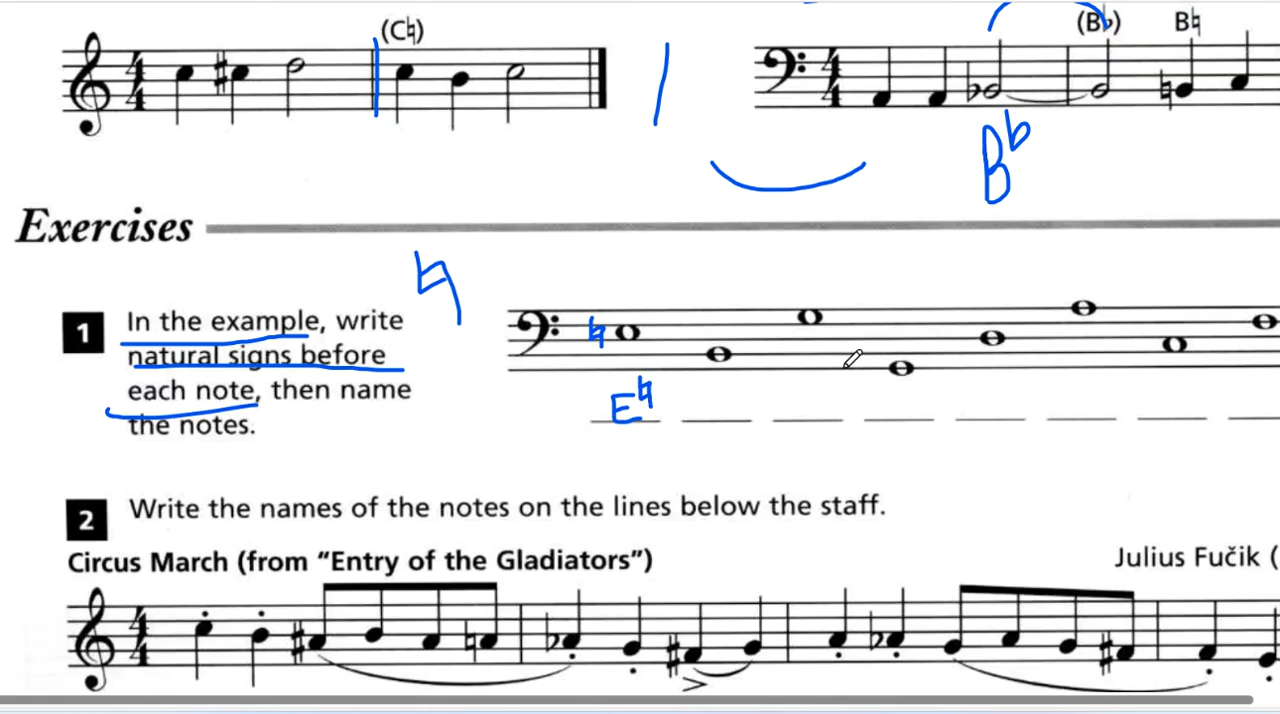 (C♮)
(B♭) B♮
B♭
Exercises
♮
1 In the example, write
natural signs before
each note, then name
the notes.
♮
E♮
2 Write the names of the notes on the lines below the staff.
Circus March (from “Entry of the Gladiators”) Julius Fučik (